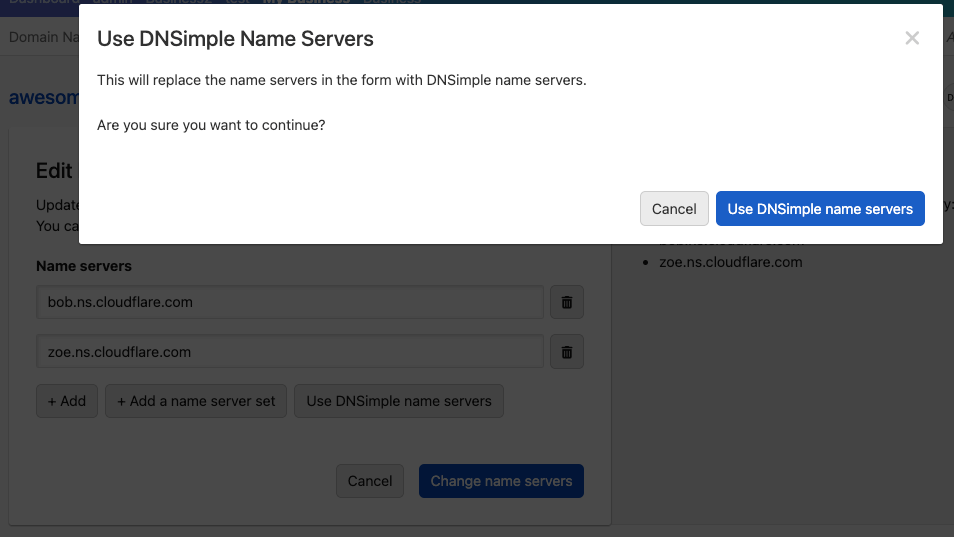 Use DNSimple Name Servers
This will replace the name servers in the form with DNSimple name servers.
Are you sure you want to continue?
Cancel
Use DNSimple name servers
My Business
Domain Na
awesom
Edit
Update
You ca
Name servers
bob.ns.cloudflare.com
zoe.ns.cloudflare.com
+ Add
+ Add a name server set
Use DNSimple name servers
Cancel
Change name servers
y:
• zoe.ns.cloudflare.com